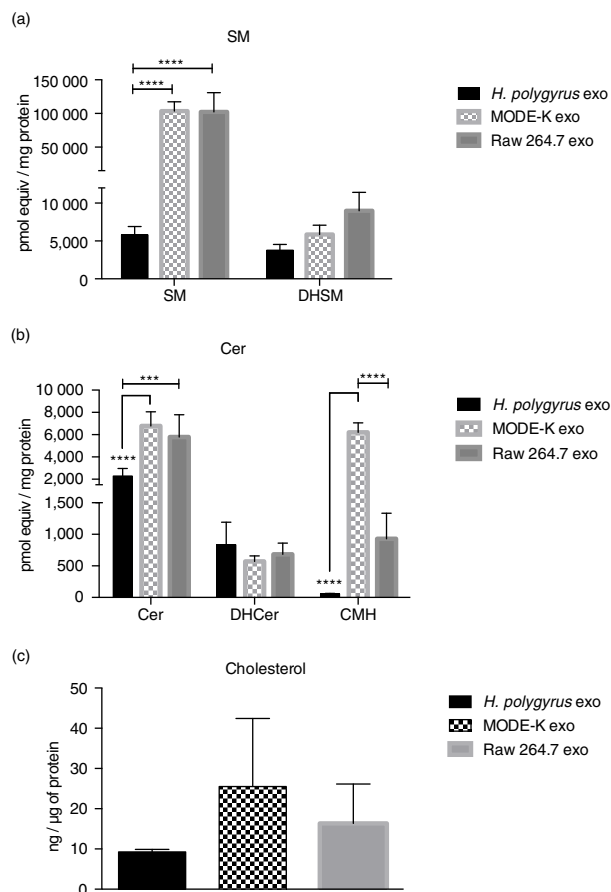 (a)
SM
****
****
150 000
100 000
50 000
10 000
5,000
0
pmol equiv / mg protein
SM
DHSM
H. polygyrus exo
MODE-K exo
Raw 264.7 exo
(b)
Cer
***
****
10 000
8,000
6,000
4,000
2,000
1,500
1,000
500
0
pmol equiv / mg protein
****
****
Cer
DHCer
CMH
H. polygyrus exo
MODE-K exo
Raw 264.7 exo
(c)
Cholesterol
50
40
30
20
10
0
ng / μg of protein
H. polygyrus exo
MODE-K exo
Raw 264.7 exo